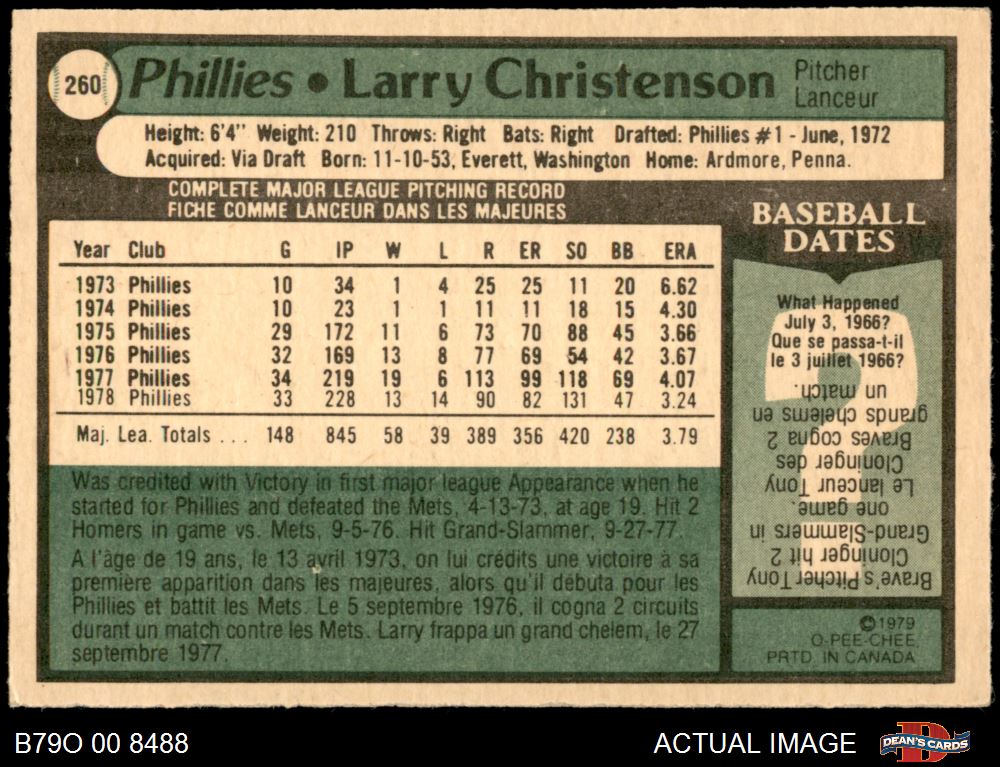 260 Phillies • Larry Christenson Pitcher
Lanceur
Height: 6'4" Weight: 210 Throws: Right Bats: Right Drafted: Phillies #1 - June, 1972
Acquired: Via Draft Born: 11-10-53, Everett, Washington Home: Ardmore, Penna.
COMPLETE MAJOR LEAGUE PITCHING RECORD
FICHE COMME LANCEUR DANS LES MAJEURES
Year Club G IP W L R ER SO BB ERA
1973 Phillies 10 34 1 4 25 25 11 20 6.62
1974 Phillies 10 23 1 1 11 11 18 15 4.30
1975 Phillies 29 172 11 6 73 70 88 45 3.66
1976 Phillies 32 169 13 8 77 69 54 42 3.67
1977 Phillies 34 219 19 6 113 99 118 69 4.07
1978 Phillies 33 228 13 14 90 82 131 47 3.24
Maj. Lea. Totals ... 148 845 58 39 389 356 420 238 3.79
Was credited with Victory in first major league Appearance when he
started for Phillies and defeated the Mets, 4-13-73, at age 19. Hit 2
Homers in game vs. Mets, 9-5-76. Hit Grand-Slammer, 9-27-77.
A l'âge de 19 ans, le 13 avril 1973, on lui crédits une victoire à sa
première apparition dans les majeures, alors qu'il débuta pour les
Phillies et battit les Mets. Le 5 septembre 1976, il cogna 2 circuits
durant un match contre les Mets. Larry frappa un grand chelem, le 27
septembre 1977.
BASEBALL
DATES
What Happened
July 3, 1966?
Que se passa-t-il
le 3 juillet 1966?
Brave's Pitcher Tony
Cloninger hit 2
Grand-Slammers in
one game.
Le lanceur Tony
Cloninger des
Braves cogna 2
grands chelems en
un match.
©1979
O-PEE-CHEE
PRTD. IN CANADA
B79O 00 8488
ACTUAL IMAGE
D
DEAN'S CARDS